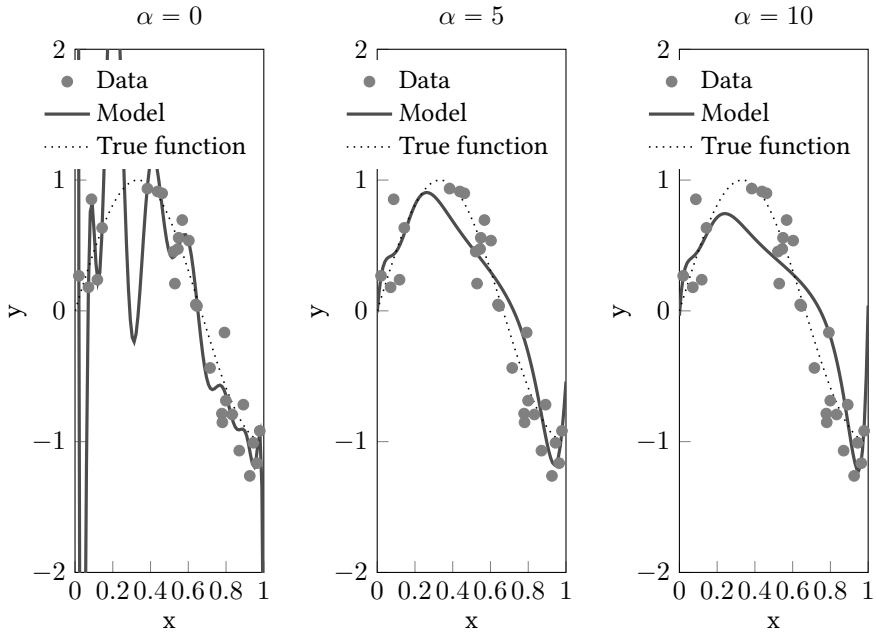 α = 0
2
1
0
−1
−2
y
0 0.2 0.4 0.6 0.8 1
x
Data
Model
True function
α = 5
2
1
0
−1
−2
y
0 0.2 0.4 0.6 0.8 1
x
Data
Model
True function
α = 10
2
1
0
−1
−2
y
0 0.2 0.4 0.6 0.8 1
x
Data
Model
True function